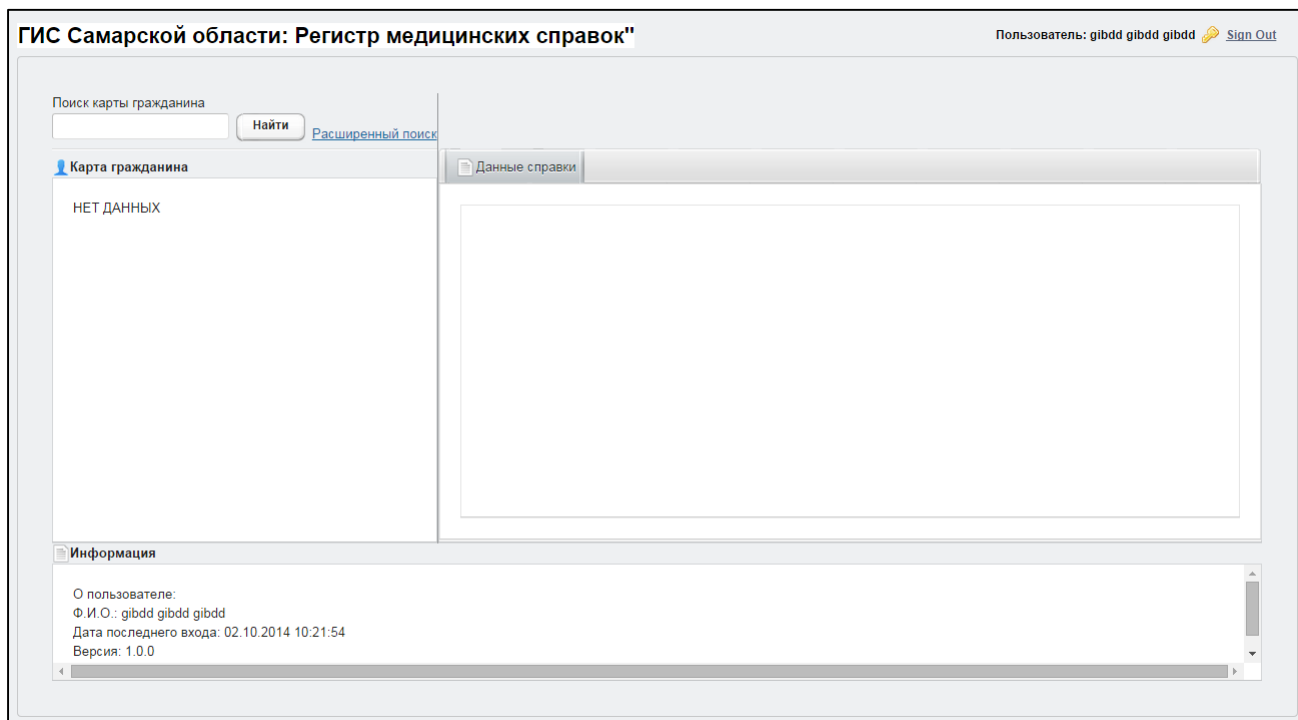 ГИС Самарской области: Регистр медицинских справок"
Пользователь: gibdd gibdd gibdd Sign Out
Поиск карты гражданина
Найти
Расширенный поиск
Карта гражданина
Данные справки
НЕТ ДАННЫХ
Информация
О пользователе:
Ф.И.О.: gibdd gibdd gibdd
Дата последнего входа: 02.10.2014 10:21:54
Версия: 1.0.0